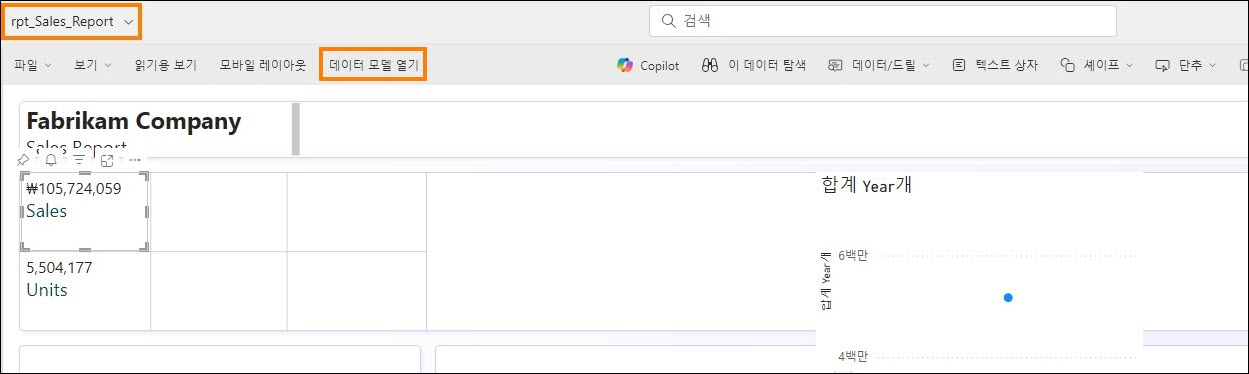 rpt_Sales_Report
검색
파일 보기 읽기용 보기 모바일 레이아웃 데이터 모델 열기 Copilot 이 데이터 탐색 데이터/드릴 텍스트 상자 셰이프 단추
Fabrikam Company
Sales Report
₩105,724,059
Sales
5,504,177
Units
합계 Year개
6백만
합계 Year개
4백만